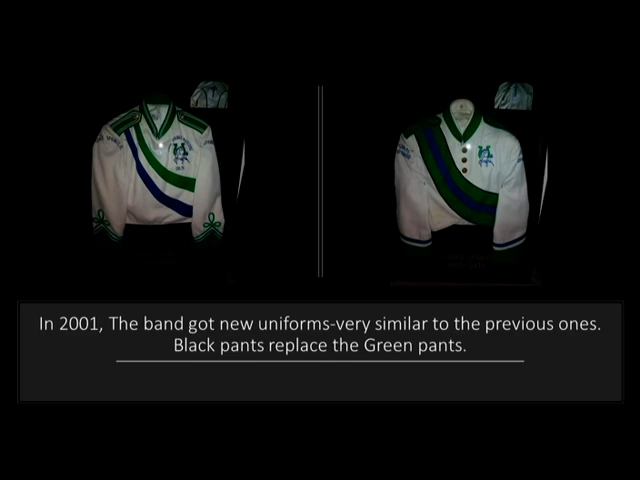 In 2001, The band got new uniforms-very similar to the previous ones.
Black pants replace the Green pants.